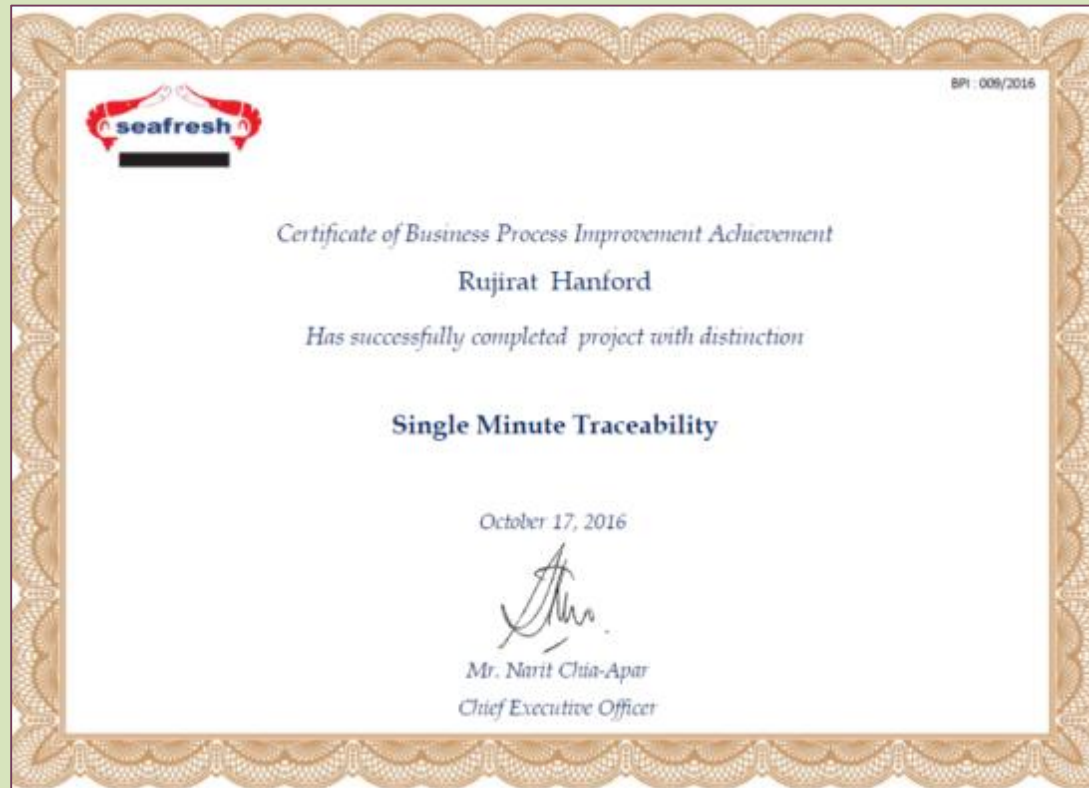 BPI : 009/2016
seafresh
Certificate of Business Process Improvement Achievement
Rujirat Hanford
Has successfully completed project with distinction
Single Minute Traceability
October 17, 2016
Mr. Narit Chia-Apar
Chief Executive Officer